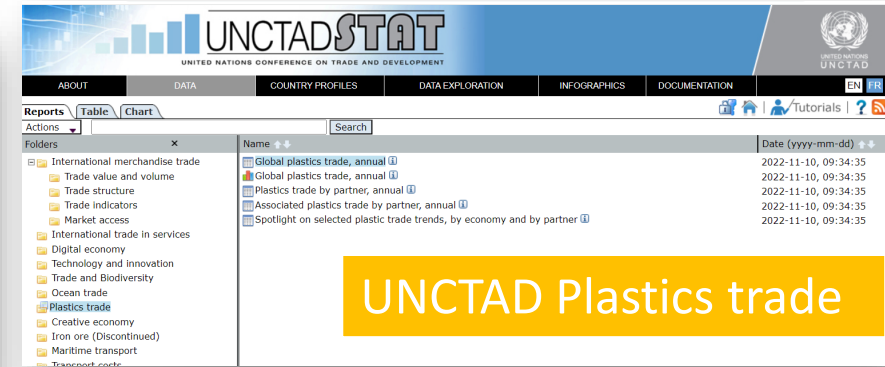 UNCTADSTAT
UNITED NATIONS CONFERENCE ON TRADE AND DEVELOPMENT
UNITED NATIONS
UNCTAD
ABOUT DATA COUNTRY PROFILES DATA EXPLORATION INFOGRAPHICS DOCUMENTATION EN FR
Reports Table Chart Tutorials | ?
Actions Search
Folders × Name Date (yyyy-mm-dd)
International merchandise trade Global plastics trade, annual 2022-11-10, 09:34:35
Trade value and volume Global plastics trade, annual 2022-11-10, 09:34:35
Trade structure Plastics trade by partner, annual 2022-11-10, 09:34:35
Trade indicators Associated plastics trade by partner, annual 2022-11-10, 09:34:35
Market access Spotlight on selected plastic trade trends, by economy and by partner 2022-11-10, 09:34:35
International trade in services
Digital economy
Technology and innovation
Trade and Biodiversity
Ocean trade
Plastics trade
Creative economy
Iron ore (Discontinued)
Maritime transport
Transport costs
UNCTAD Plastics trade